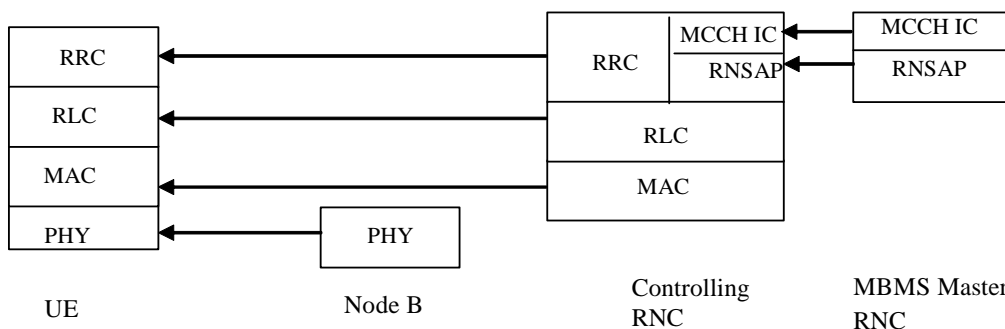 MCCH IC
MCCH IC
RRC
RRC
RNSAP
RNSAP
RLC
RLC
MAC
MAC
PHY
PHY
UE
Node B
Controlling
RNC
MBMS Master
RNC